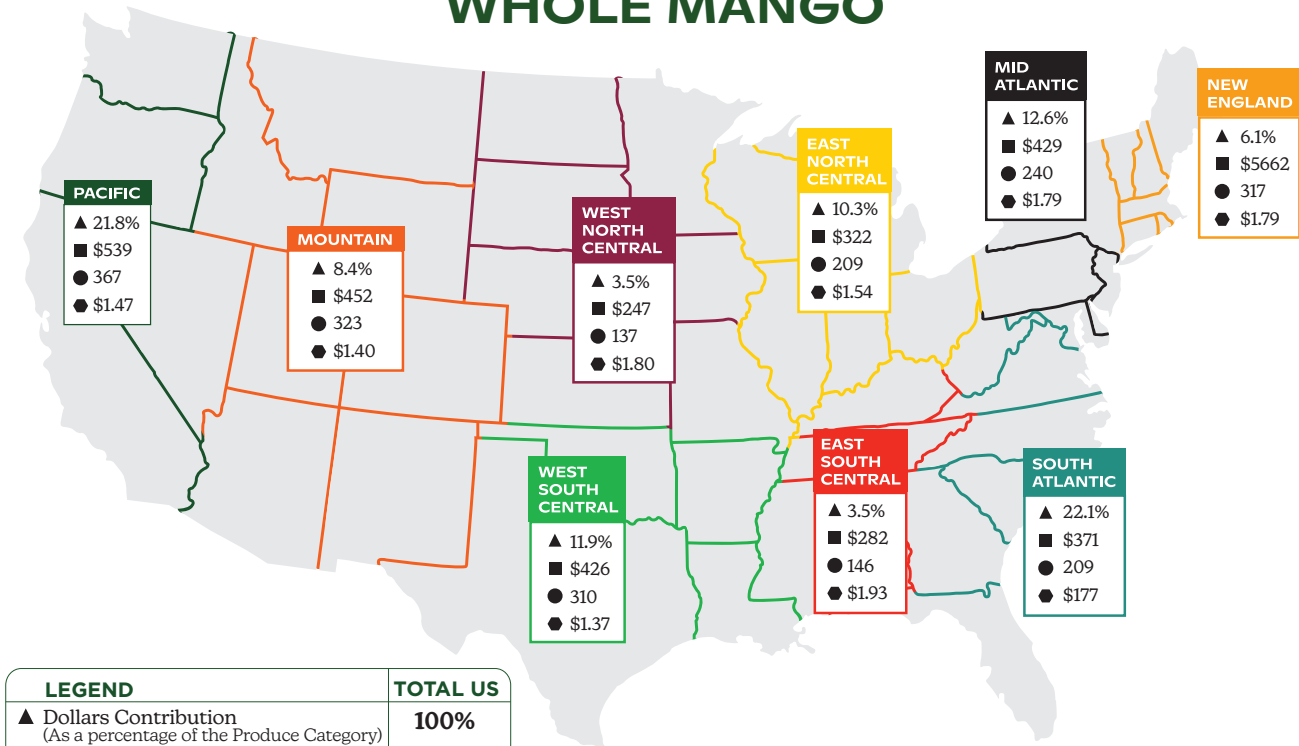 WHOLE MANGO
MID
ATLANTIC
▲ 12.6%
■ $429
● 240
⬣ $1.79
NEW
ENGLAND
▲ 6.1%
■ $5662
● 317
⬣ $1.79
EAST
NORTH
CENTRAL
▲ 10.3%
■ $322
● 209
⬣ $1.54
PACIFIC
▲ 21.8%
■ $539
● 367
⬣ $1.47
MOUNTAIN
▲ 8.4%
■ $452
● 323
⬣ $1.40
WEST
NORTH
CENTRAL
▲ 3.5%
■ $247
● 137
⬣ $1.80
WEST
SOUTH
CENTRAL
▲ 11.9%
■ $426
● 310
⬣ $1.37
EAST
SOUTH
CENTRAL
▲ 3.5%
■ $282
● 146
⬣ $1.93
SOUTH
ATLANTIC
▲ 22.1%
■ $371
● 209
⬣ $177
LEGEND TOTAL US
▲ Dollars Contribution 100%
(As a percentage of the Produce Category)